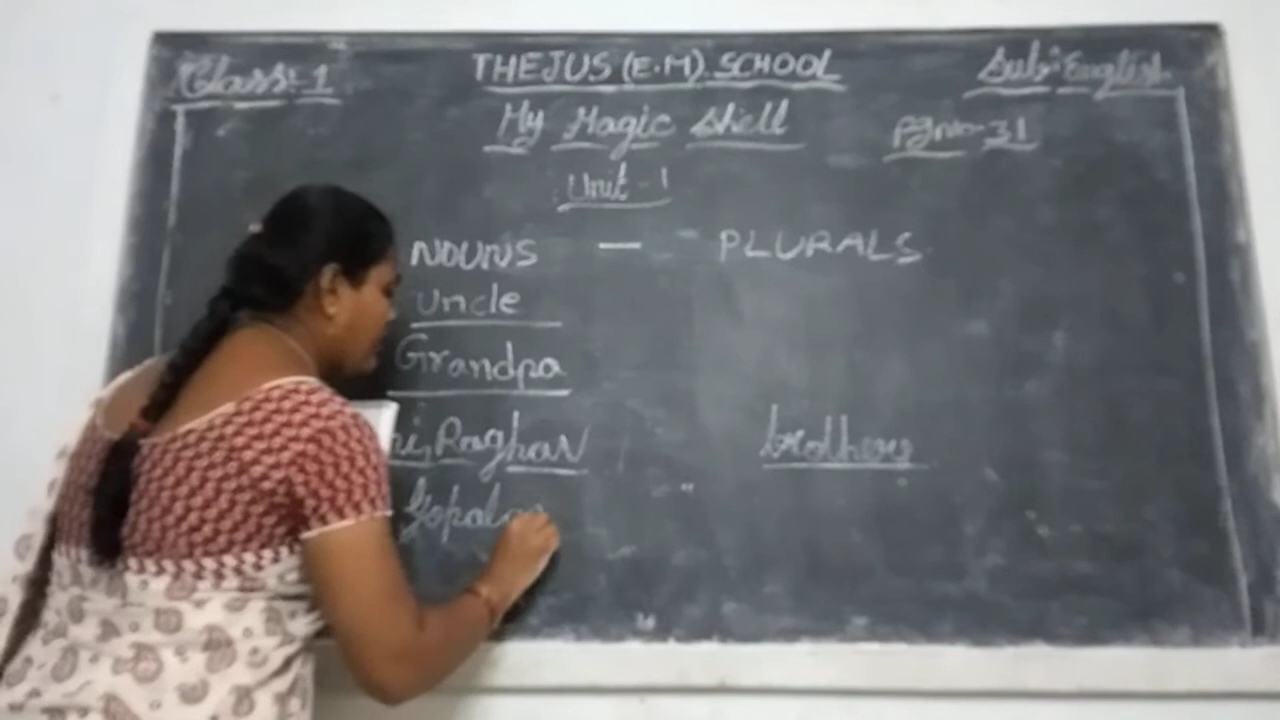 Class:-1 THEJUS (E.M) SCHOOL Sub:-English
My Magic Shell Pg no-31
Unit-1
NOUNS — PLURALS
Uncle
Grandpa
Raghav brothers